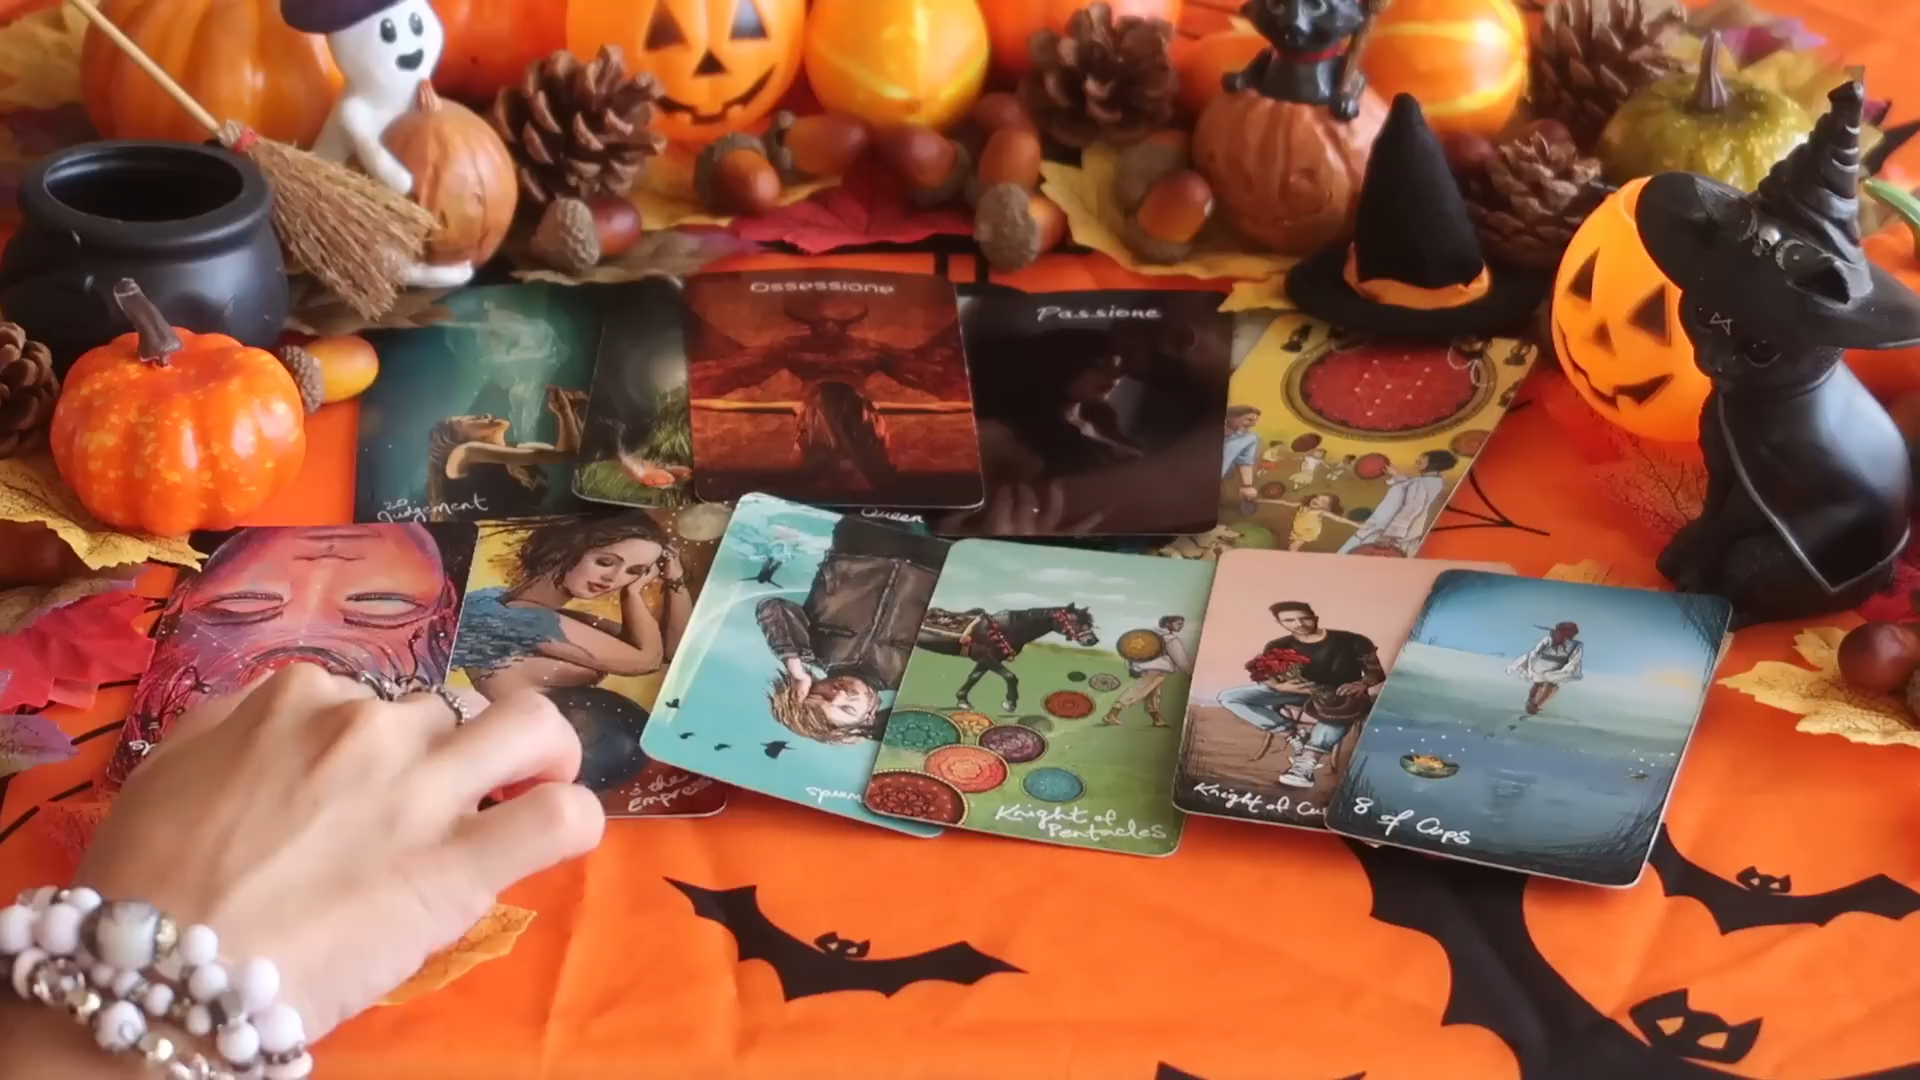 Ossessione
Passione
20
Judgement
Queen
3 the
Empress
Knight of
Pentacles
Knight of Cu
8 of Cups